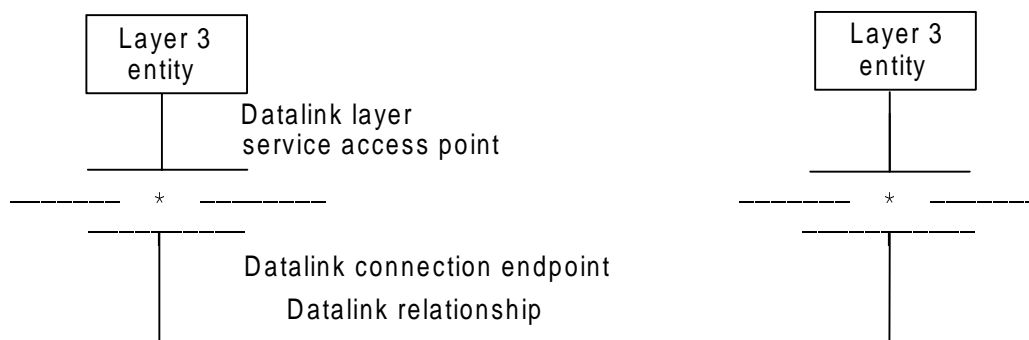 Layer 3
entity
Layer 3
entity
Datalink layer
service access point
*
*
Datalink connection endpoint
Datalink relationship